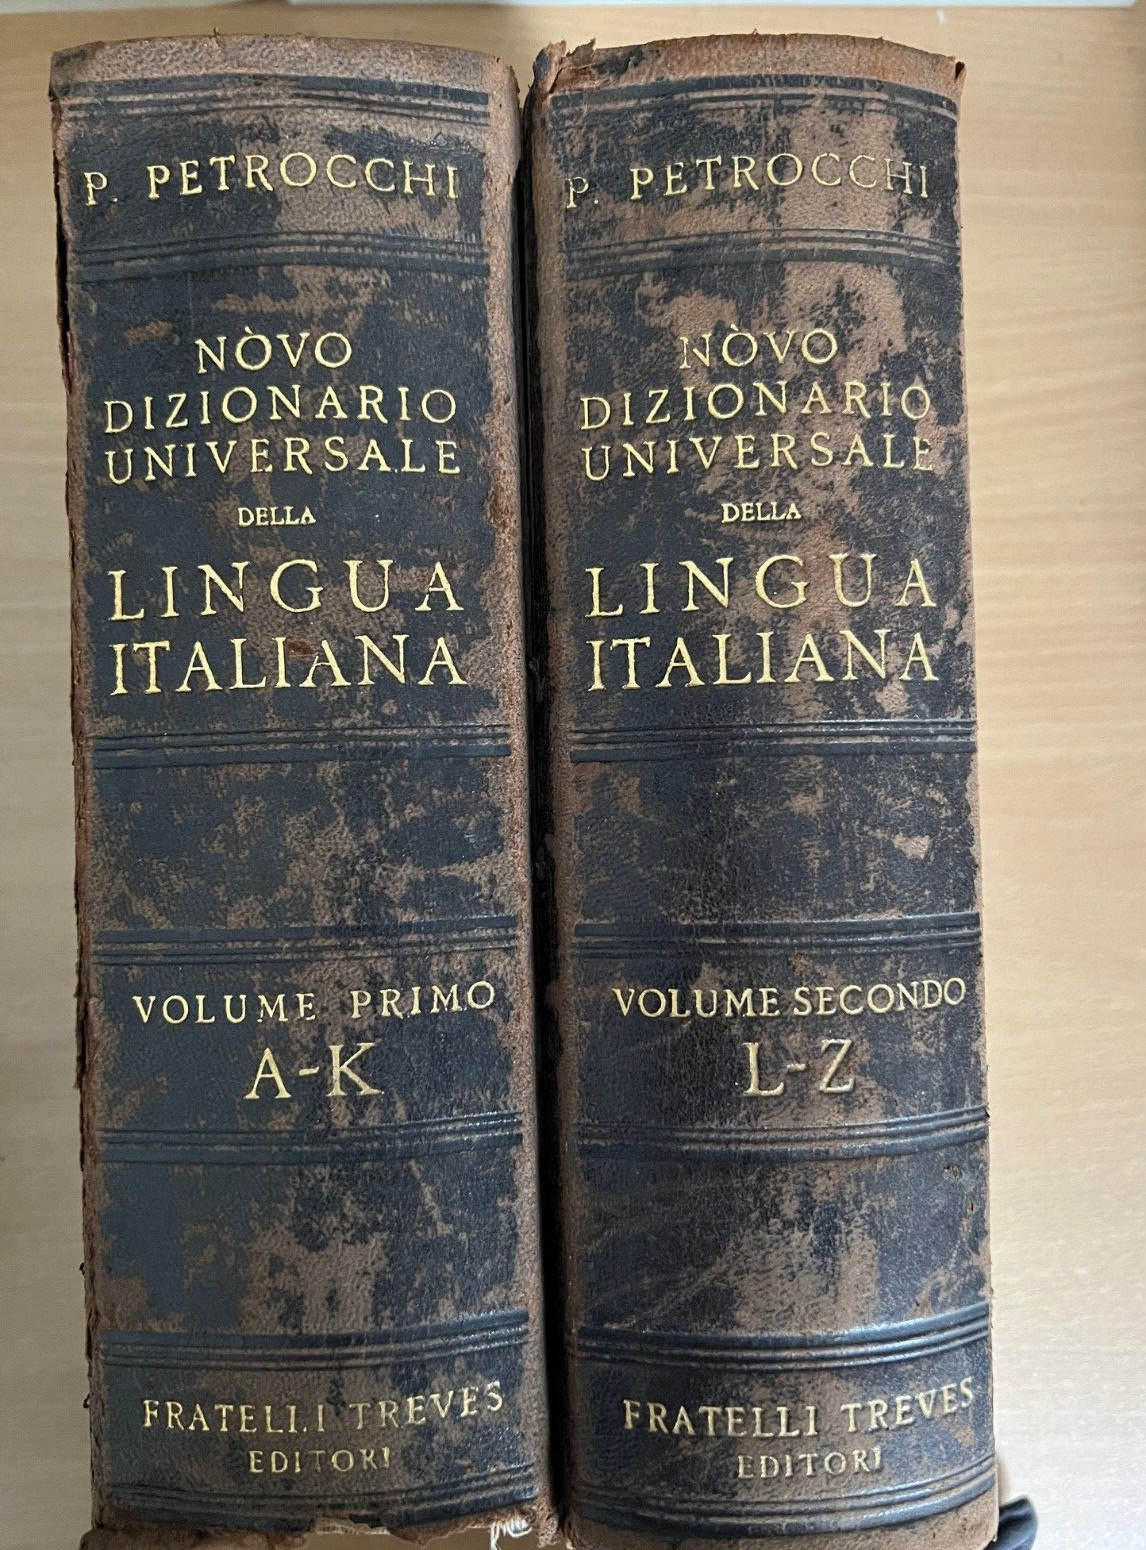 P. PETROCCHI
NÒVO
DIZIONARIO
UNIVERSALE
DELLA
LINGUA
ITALIANA
VOLUME PRIMO
A-K
FRATELLI TREVES
EDITORI
P. PETROCCHI
NÒVO
DIZIONARIO
UNIVERSALE
DELLA
LINGUA
ITALIANA
VOLUME SECONDO
L-Z
FRATELLI TREVES
EDITORI